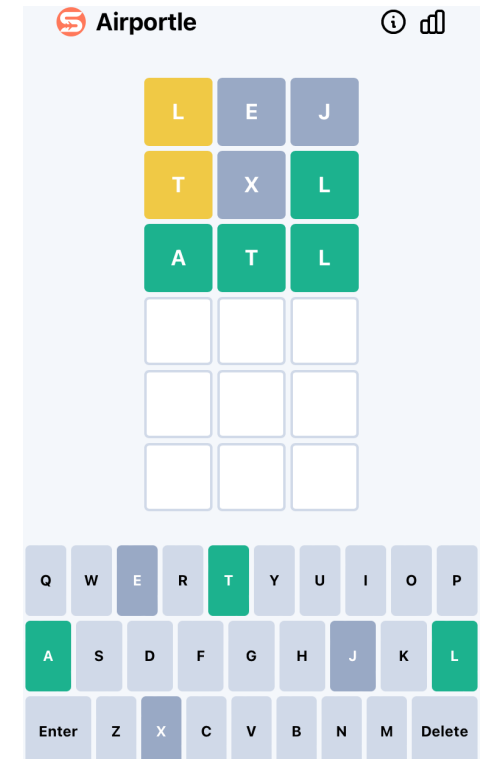 Airportle
L E J
T X L
A T L
Q W E R T Y U I O P
A S D F G H J K L
Enter Z X C V B N M Delete